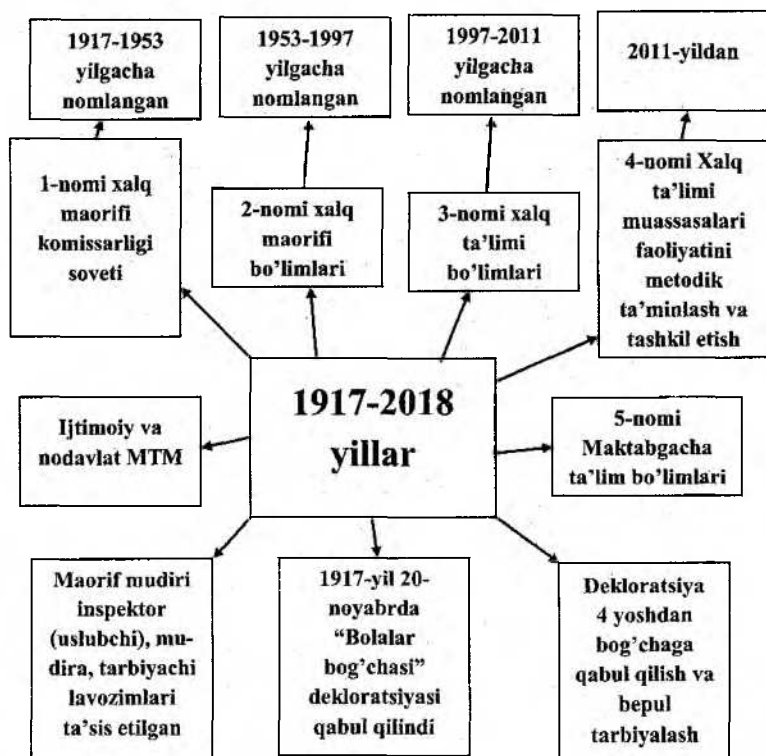 1917-1953
yilgacha
nomlangan
1953-1997
yilgacha
nomlangan
1997-2011
yilgacha
nomlangan
2011-yildan
1-nomi xalq
maorifi
komissarligi
soveti
2-nomi xalq
maorifi
bo'limlari
3-nomi xalq
ta'limi
bo'limlari
4-nomi Xalq
ta'limi
muassasalari
faoliyatini
metodik
ta'minlash va
tashkil etish
1917-2018
yillar
Ijtimoiy va
nodavlat MTM
5-nomi
Maktabgacha
ta'lim bo'limlari
Maorif mudiri
inspektor
(uslubchi), mu-
dira, tarbiyachi
lavozimlari
ta'sis etilgan
1917-yil 20-
noyabrda
“Bolalar
bog'chasi”
dekloratsiyasi
qabul qilindi
Dekloratsiya
4 yoshdan
bog'chaga
qabul qilish va
bepul
tarbiyalash